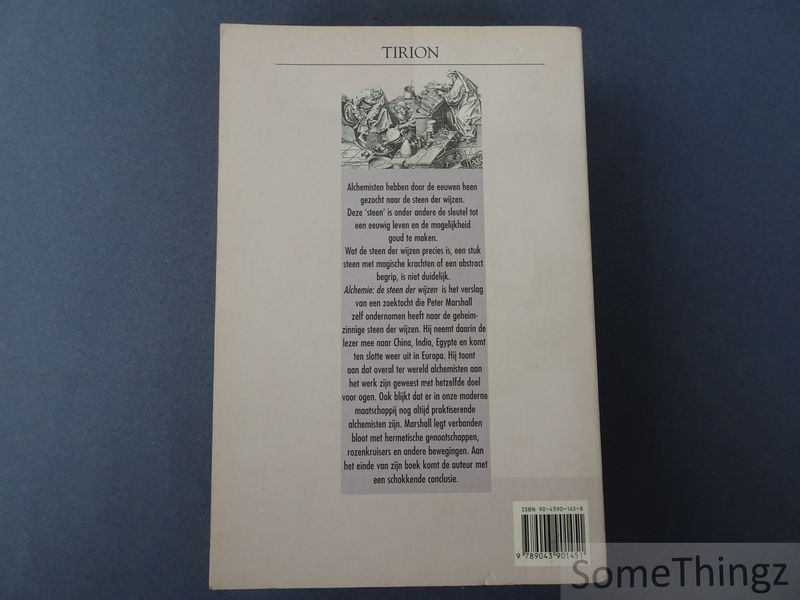 TIRION
Alchemisten hebben door de eeuwen heen
gezocht naar de steen der wijzen.
Deze 'steen' is onder andere de sleutel tot
een eeuwig leven en de mogelijkheid
goud te maken.
Wat de steen der wijzen precies is, een stuk
steen met magische krachten of een abstract
begrip, is niet duidelijk.
Alchemie: de steen der wijzen is het verslag
van een zoektocht die Peter Marshall
zelf ondernomen heeft naar de geheim-
zinnige steen der wijzen. Hij neemt daarin de
lezer mee naar China, India, Egypte en komt
ten slotte weer uit in Europa. Hij toont
aan dat overal ter wereld alchemisten aan
het werk zijn geweest met hetzelfde doel
voor ogen. Ook blijkt dat er in onze moderne
maatschappij nog altijd praktiserende
alchemisten zijn. Marshall legt verbanden
bloot met hermetische genootschappen,
rozenkruisers en andere bewegingen. Aan
het einde van zijn boek komt de auteur met
een schokkende conclusie.
ISBN 90-4390-145-8
9 789043 901451
SomeThingz